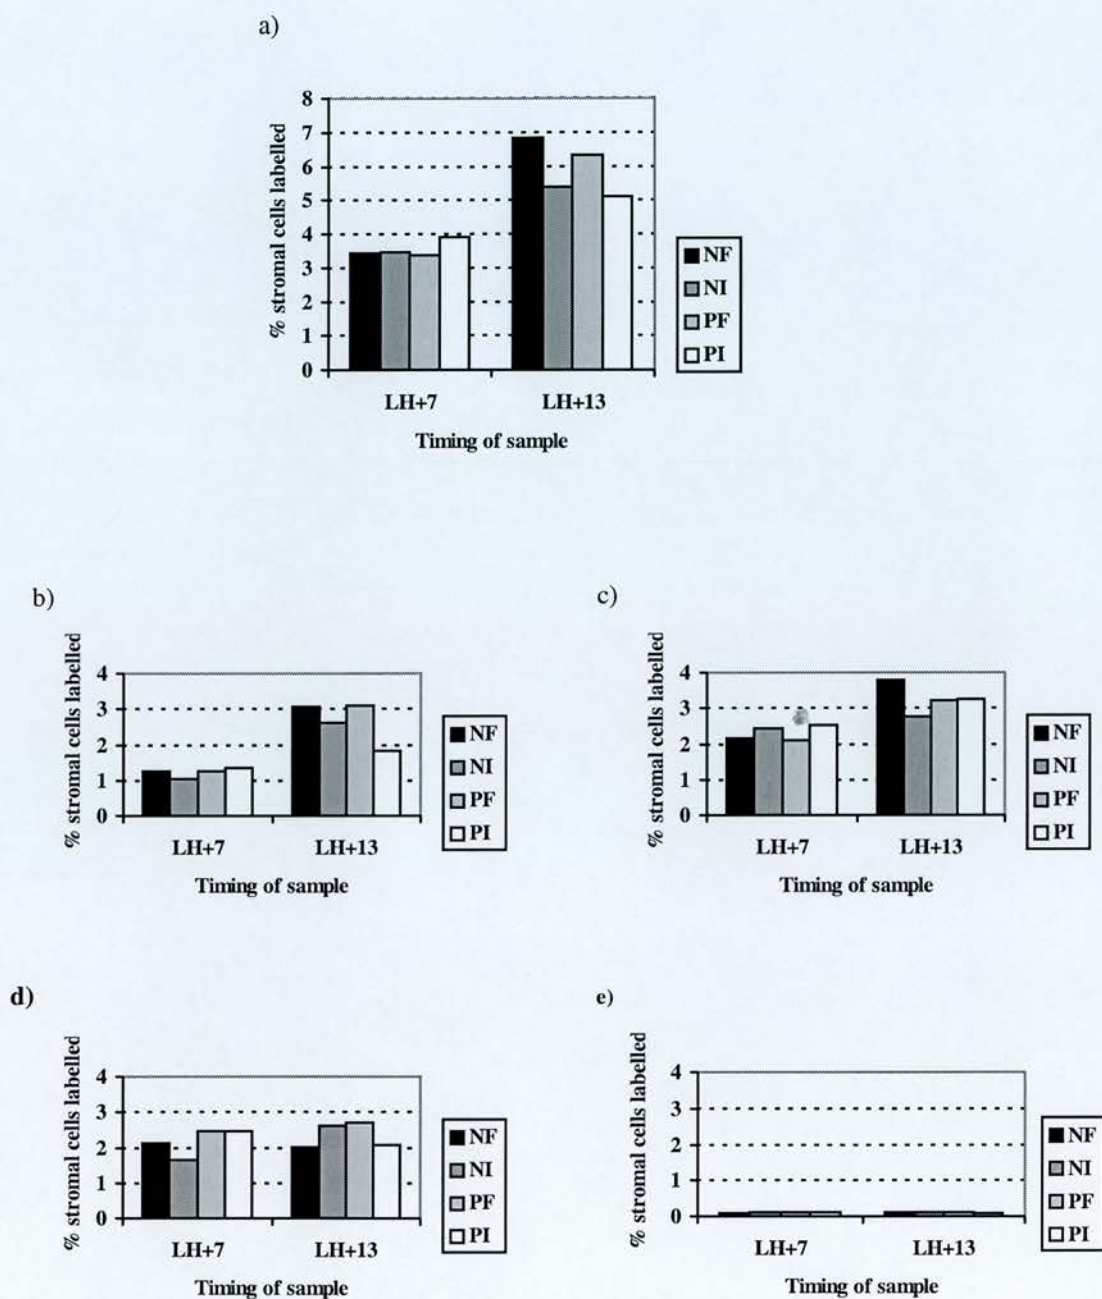 a)
% stromal cells labelled
8
7
6
5
4
3
2
1
0
LH+7 LH+13
Timing of sample
NF
NI
PF
PI
b)
% stromal cells labelled
4
3
2
1
0
LH+7 LH+13
Timing of sample
NF
NI
PF
PI
c)
% stromal cells labelled
4
3
2
1
0
LH+7 LH+13
Timing of sample
NF
NI
PF
PI
d)
% stromal cells labelled
4
3
2
1
0
LH+7 LH+13
Timing of sample
NF
NI
PF
PI
e)
% stromal cells labelled
4
3
2
1
0
LH+7 LH+13
Timing of sample
NF
NI
PF
PI